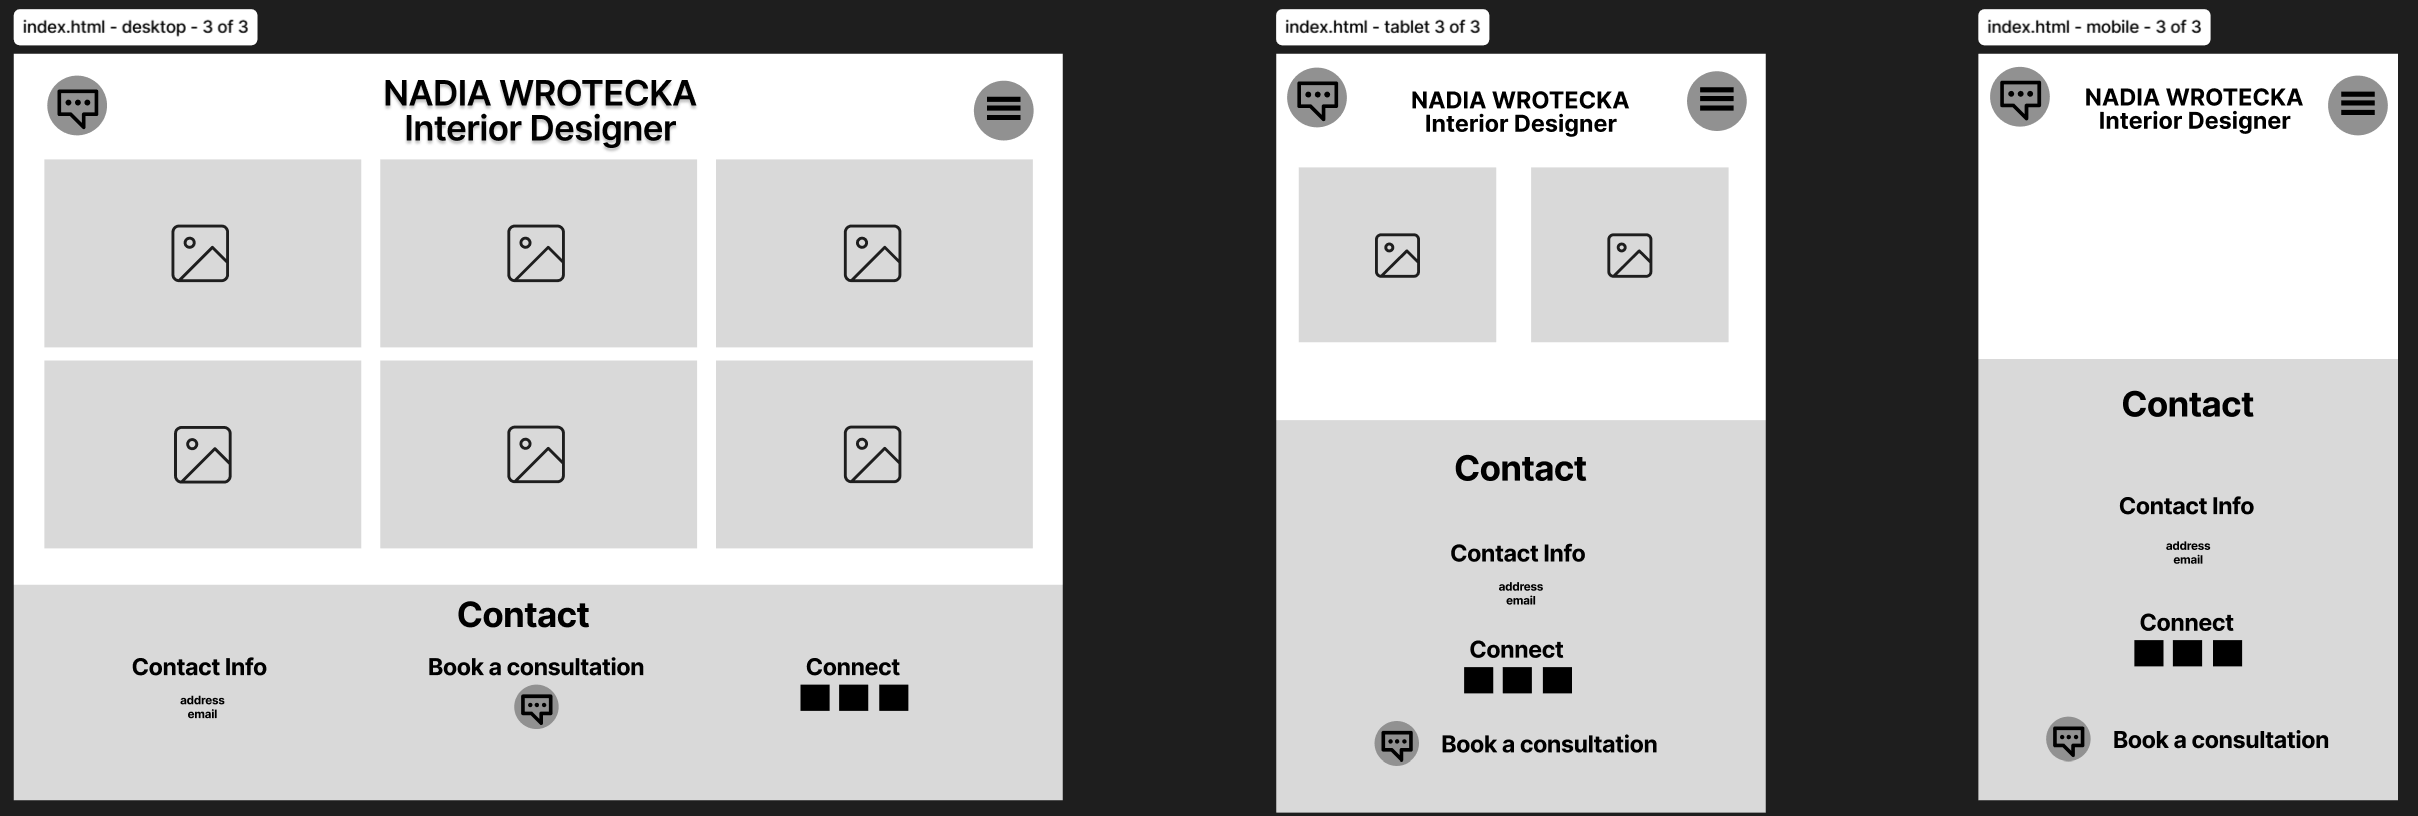 index.html - desktop - 3 of 3
NADIA WROTECKA
Interior Designer
Contact
Contact Info
address
email
Book a consultation
Connect
index.html - tablet 3 of 3
NADIA WROTECKA
Interior Designer
Contact
Contact Info
address
email
Connect
Book a consultation
index.html - mobile - 3 of 3
NADIA WROTECKA
Interior Designer
Contact
Contact Info
address
email
Connect
Book a consultation